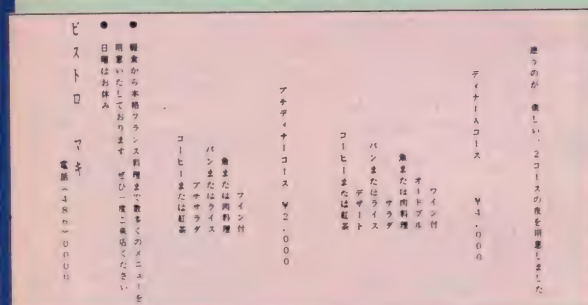 逢うのが 楽しい、2コースの夜を用意しました
ディナーAコース ¥4,000
ワイン付
オードブル
魚または肉料理
サラダ
パンまたはライス
デザート
コーヒーまたは紅茶
プチディナーコース ¥2,000
ワイン付
魚または肉料理
パンまたはライス
プチサラダ
コーヒーまたは紅茶
● 軽食から本格フランス料理まで、数多くのメニューを
用意いたしております ぜひ一度ご来店ください
● 日曜はお休み
ビストロ マキ
電話(486)0000